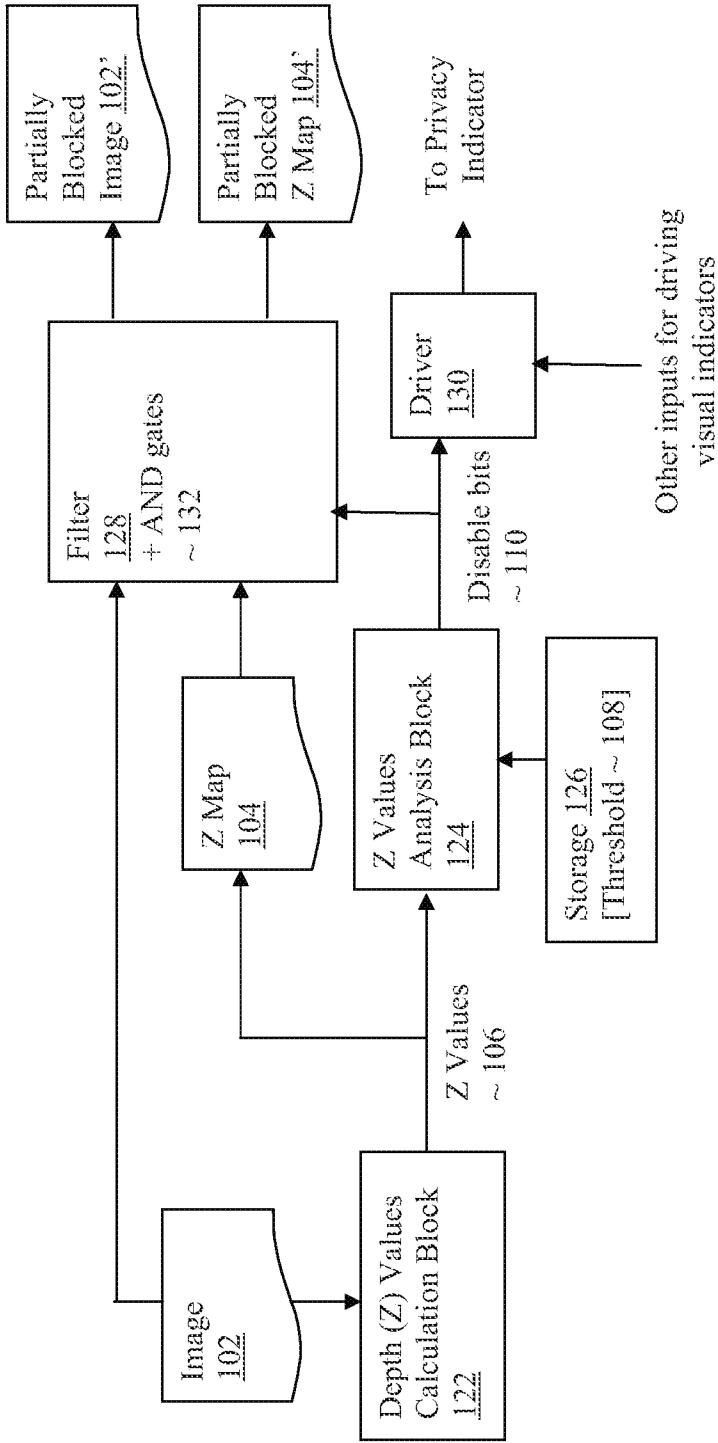 Image
102
Depth (Z) Values
Calculation Block
122
Z Values
~ 106
Z Map
104
Z Values
Analysis Block
124
Storage 126
[Threshold ~ 108]
Disable bits
~ 110
Filter
128
+ AND gates
~ 132
Driver
130
Other inputs for driving
visual indicators
To Privacy
Indicator
Partially
Blocked
Image 102’
Partially
Blocked
Z Map 104’